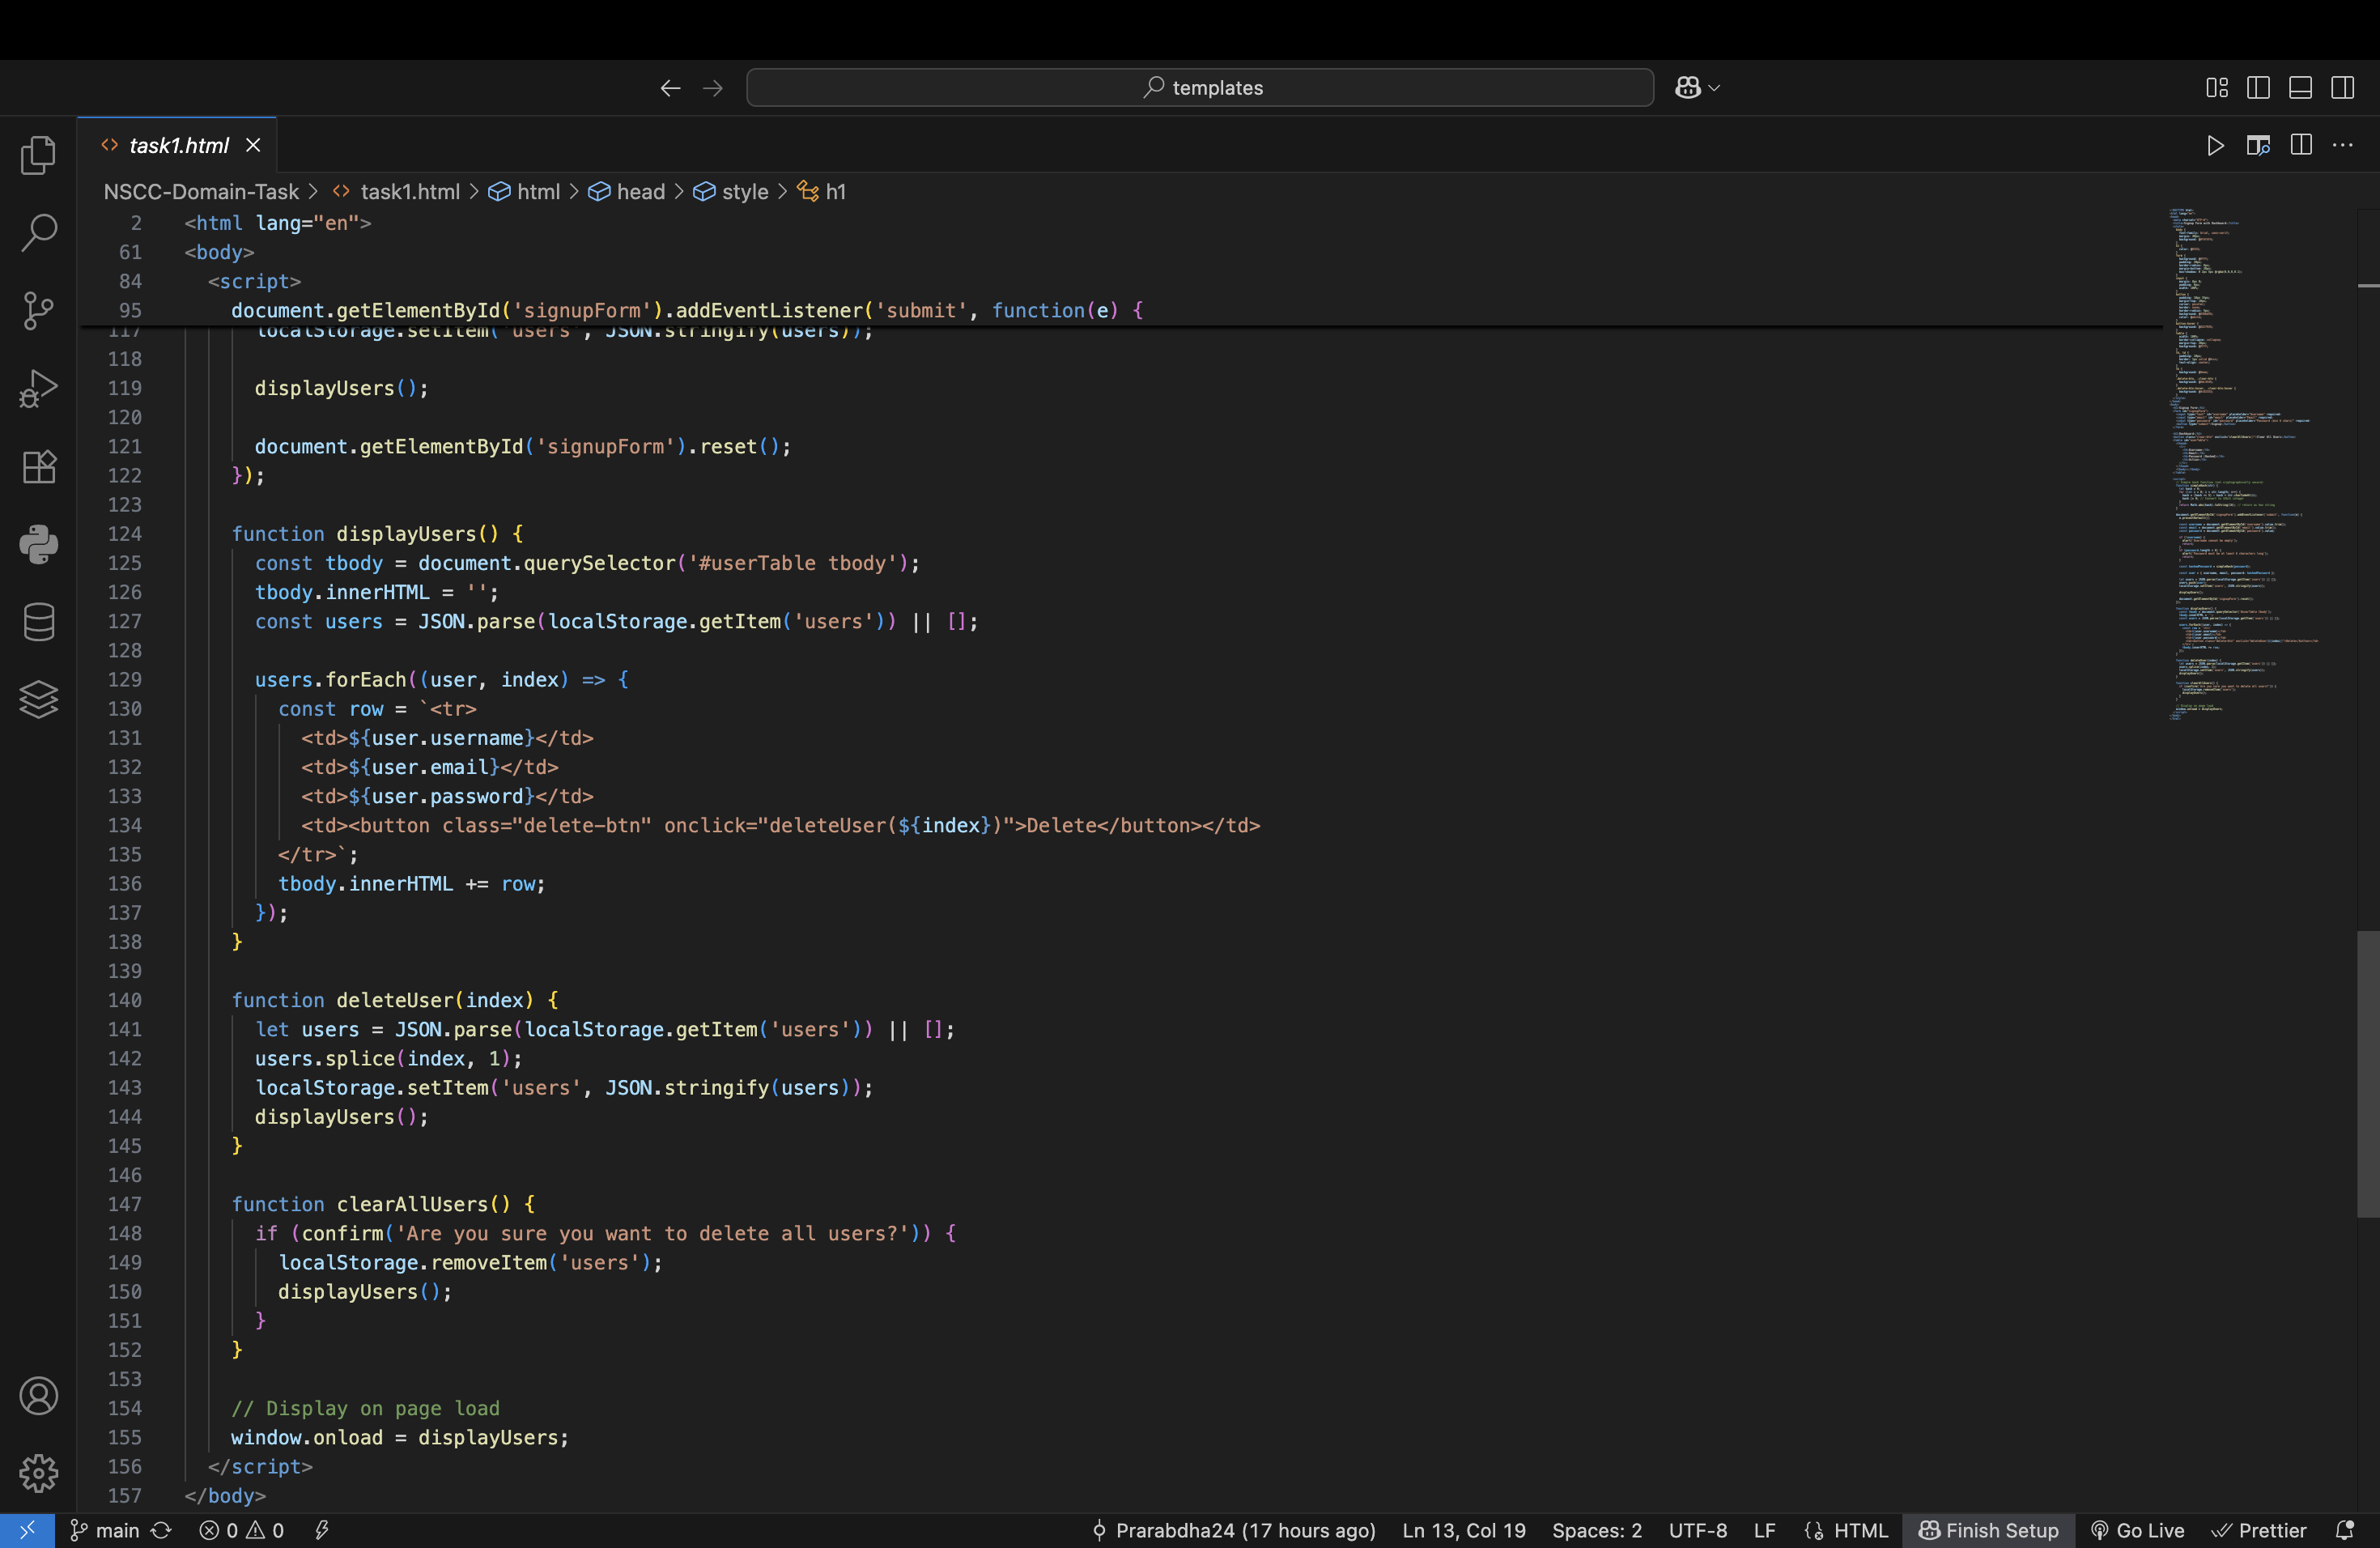 templates
task1.html
NSCC-Domain-Task > task1.html > html > head > style > h1
2 <html lang="en">
61 <body>
84 <script>
95 document.getElementById('signupForm').addEventListener('submit', function(e) {
117 localStorage.setItem('users', JSON.stringify(users));
118
119 displayUsers();
120
121 document.getElementById('signupForm').reset();
122 });
123
124 function displayUsers() {
125 const tbody = document.querySelector('#userTable tbody');
126 tbody.innerHTML = '';
127 const users = JSON.parse(localStorage.getItem('users')) || [];
128
129 users.forEach((user, index) => {
130 const row = `<tr>
131 <td>${user.username}</td>
132 <td>${user.email}</td>
133 <td>${user.password}</td>
134 <td><button class="delete-btn" onclick="deleteUser(${index})">Delete</button></td>
135 </tr>`;
136 tbody.innerHTML += row;
137 });
138 }
139
140 function deleteUser(index) {
141 let users = JSON.parse(localStorage.getItem('users')) || [];
142 users.splice(index, 1);
143 localStorage.setItem('users', JSON.stringify(users));
144 displayUsers();
145 }
146
147 function clearAllUsers() {
148 if (confirm('Are you sure you want to delete all users?')) {
149 localStorage.removeItem('users');
150 displayUsers();
151 }
152 }
153
154 // Display on page load
155 window.onload = displayUsers;
156 </script>
157 </body>
main 0 0 Prarabdha24 (17 hours ago) Ln 13, Col 19 Spaces: 2 UTF-8 LF HTML Finish Setup Go Live Prettier